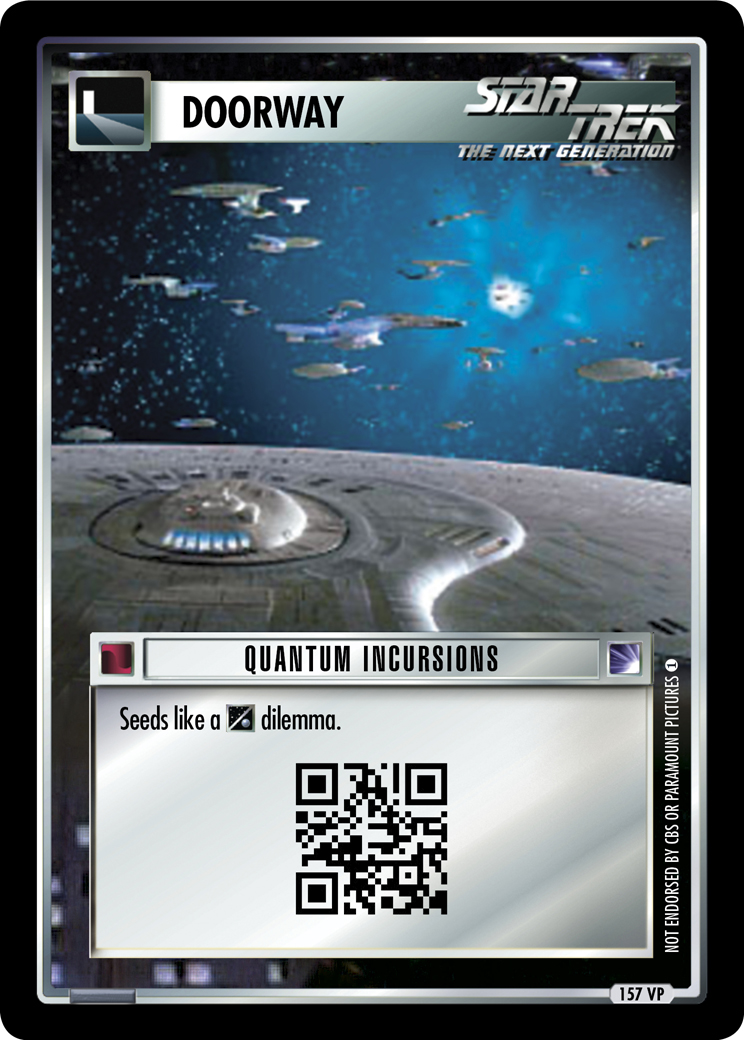 DOORWAY
STAR TREK
THE NEXT GENERATION
QUANTUM INCURSIONS
Seeds like a dilemma.
NOT ENDORSED BY CBS OR PARAMOUNT PICTURES 1
157 VP